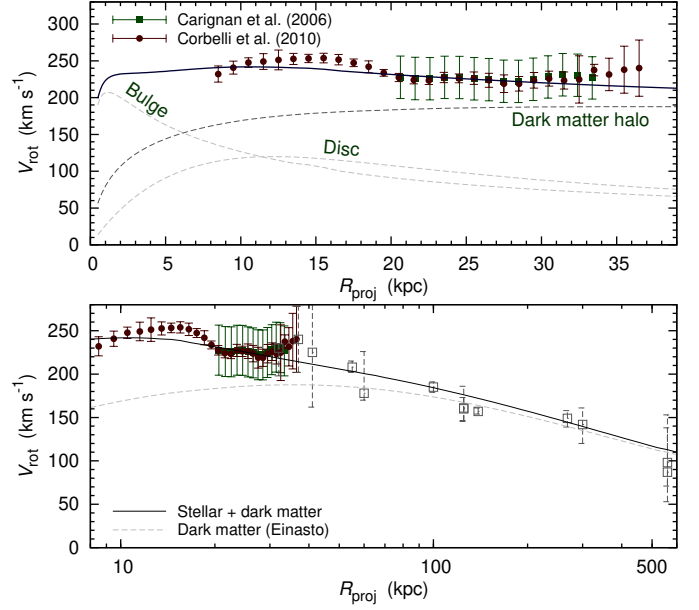 Carignan et al. (2006)
Corbelli et al. (2010)
300
250
200
150
100
50
0
V_rot (km s⁻¹)
Bulge
Disc
Dark matter halo
0 5 10 15 20 25 30 35
R_proj (kpc)
250
200
150
100
50
0
V_rot (km s⁻¹)
Stellar + dark matter
Dark matter (Einasto)
10 100 500
R_proj (kpc)